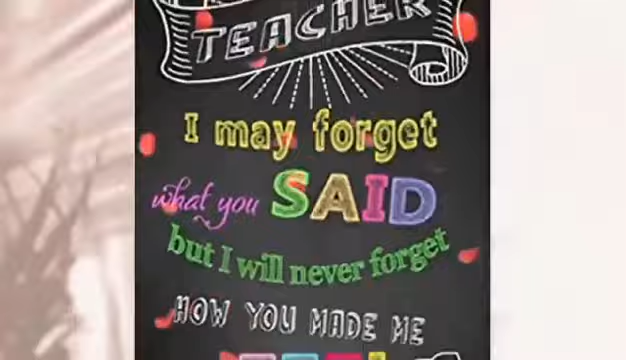 TEACHER
I may forget
what you SAID
but I will never forget
HOW YOU MADE ME